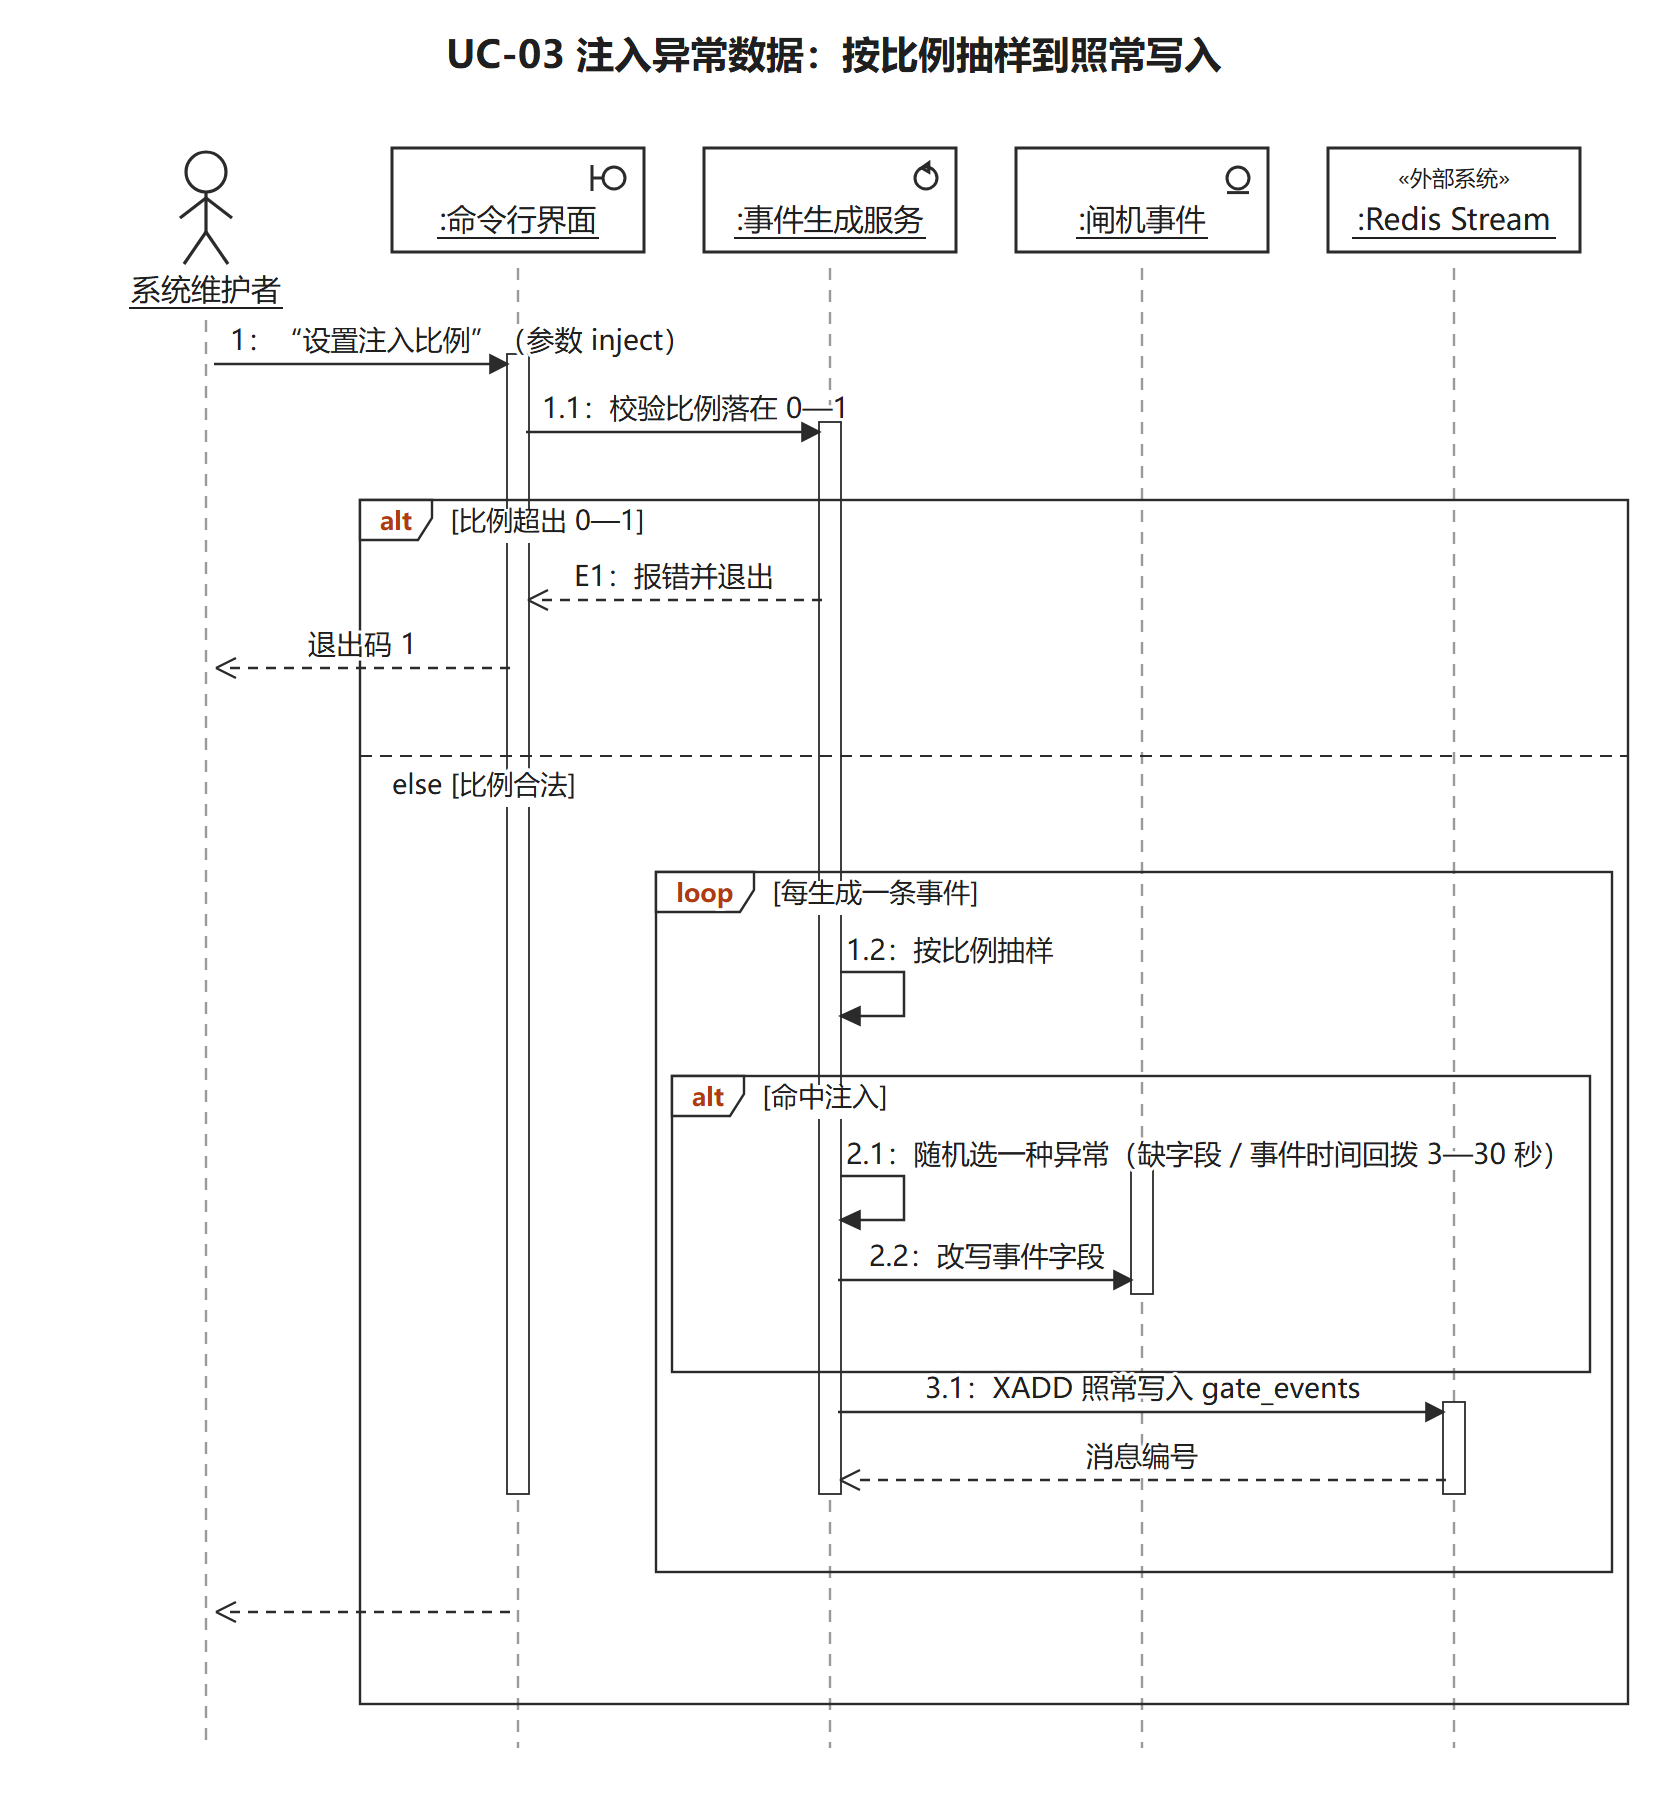 UC-03 注入异常数据：按比例抽样到照常写入
系统维护者
:命令行界面
:事件生成服务
:闸机事件
«外部系统»
:Redis Stream
1：“设置注入比例”（参数 inject）
1.1：校验比例落在 0—1
alt [比例超出 0—1]
E1：报错并退出
退出码 1
else [比例合法]
loop [每生成一条事件]
1.2：按比例抽样
alt [命中注入]
2.1：随机选一种异常（缺字段 / 事件时间回拨 3—30 秒）
2.2：改写事件字段
3.1：XADD 照常写入 gate_events
消息编号